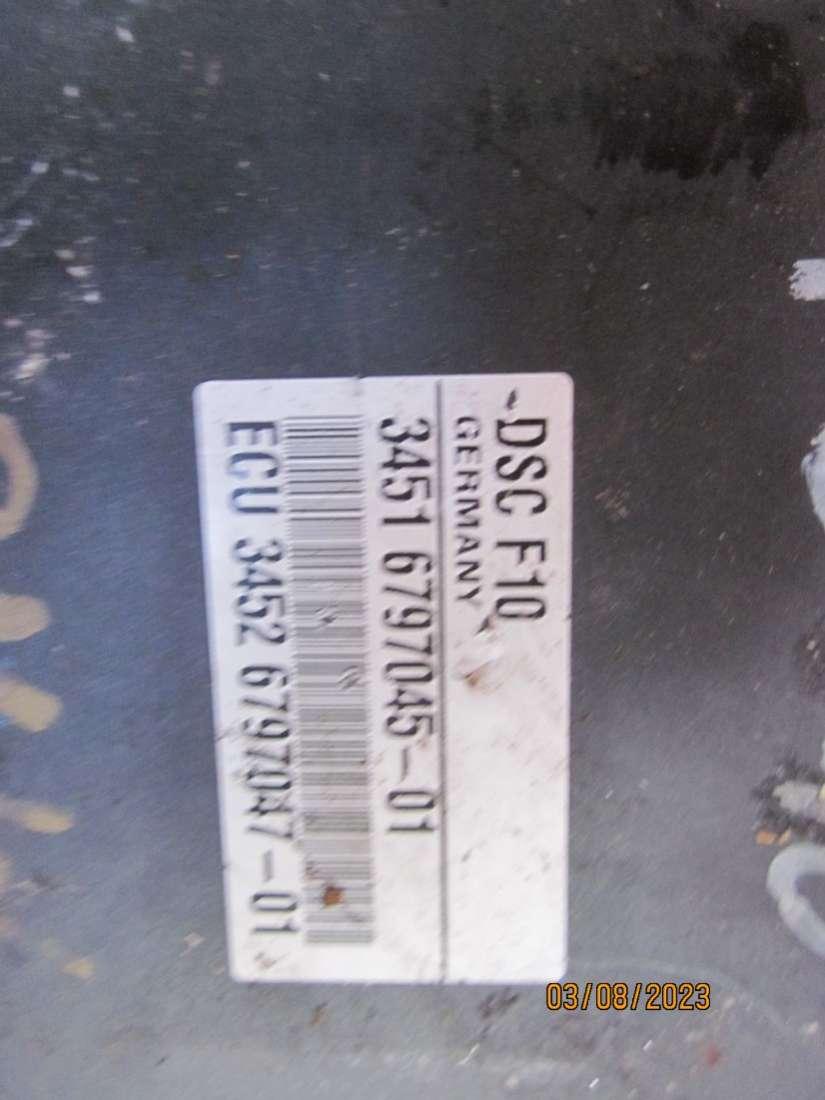 DSC F10
GERMANY
3451 6797045-01
ECU 3452 6797047-01
03/08/2023